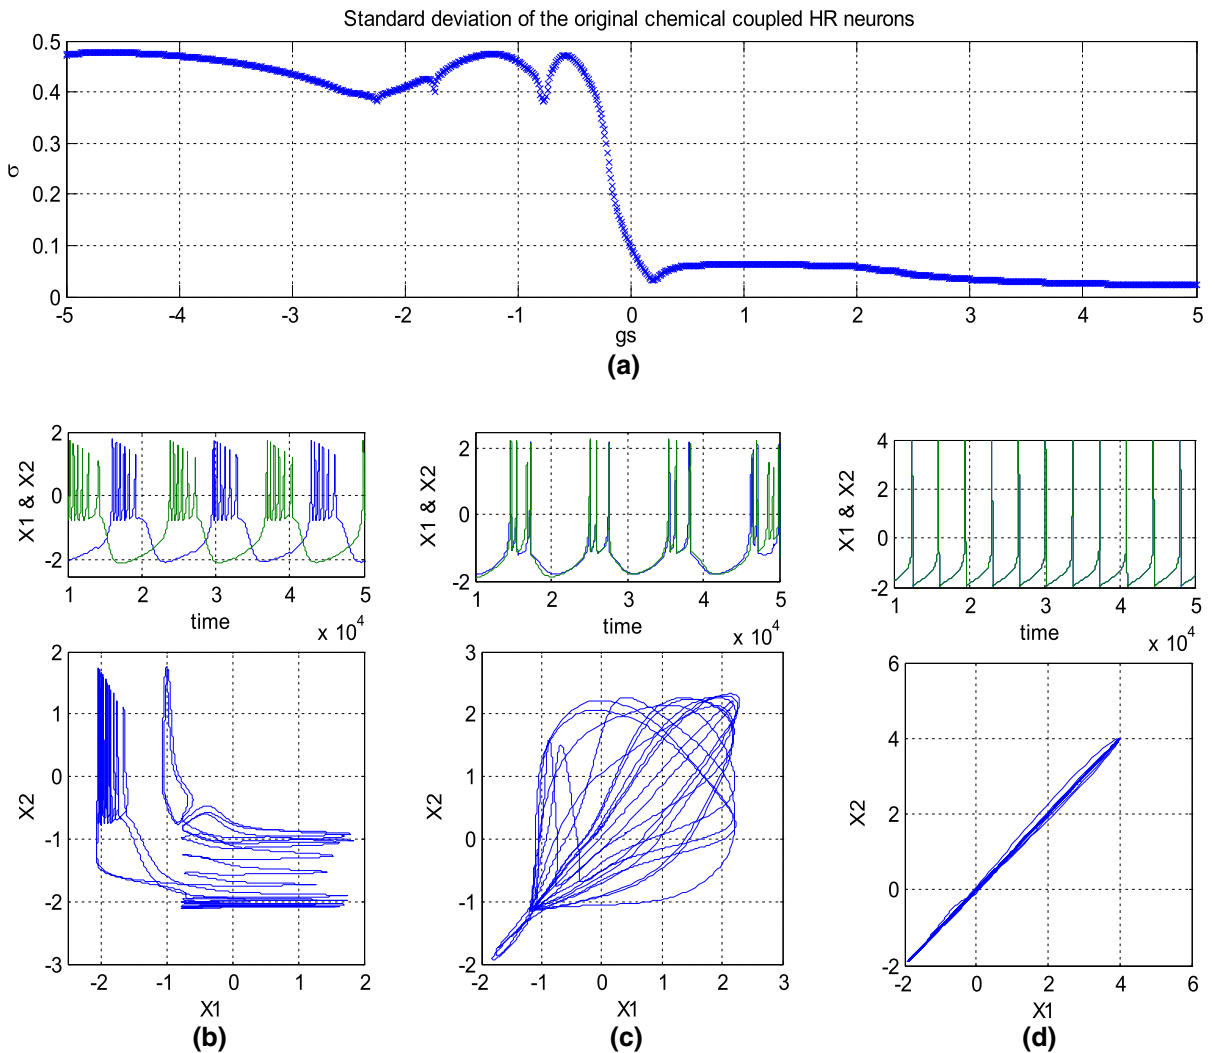 Standard deviation of the original chemical coupled HR neurons
0.5
0.4
0.3
0.2
0.1
0
σ
-5 -4 -3 -2 -1 0 1 2 3 4 5
gs
(a)
2
0
-2
X1 & X2
1 2 3 4 5
time
x 10^4
2
0
-2
X1 & X2
1 2 3 4 5
time
x 10^4
4
2
0
-2
X1 & X2
1 2 3 4 5
time
x 10^4
2
1
0
-1
-2
-3
X2
-2 -1 0 1 2
X1
(b)
3
2
1
0
-1
-2
X2
-2 -1 0 1 2 3
X1
(c)
6
4
2
0
-2
X2
-2 0 2 4 6
X1
(d)